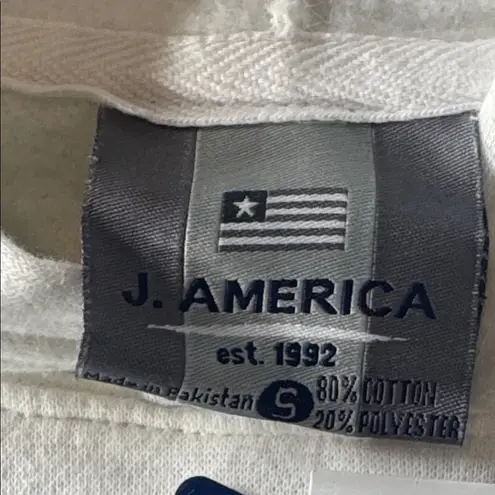 J. AMERICA
est. 1992
Made in Pakistan S 80% COTTON
20% POLYESTER